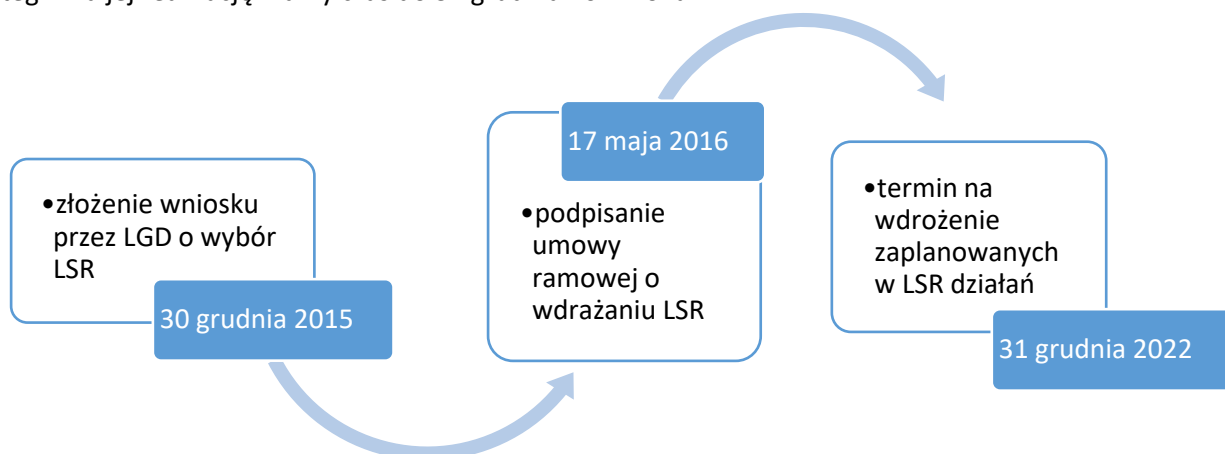 •złożenie wniosku
przez LGD o wybór
LSR
30 grudnia 2015
17 maja 2016
•podpisanie
umowy
ramowej o
wdrażaniu LSR
•termin na
wdrożenie
zaplanowanych
w LSR działań
31 grudnia 2022